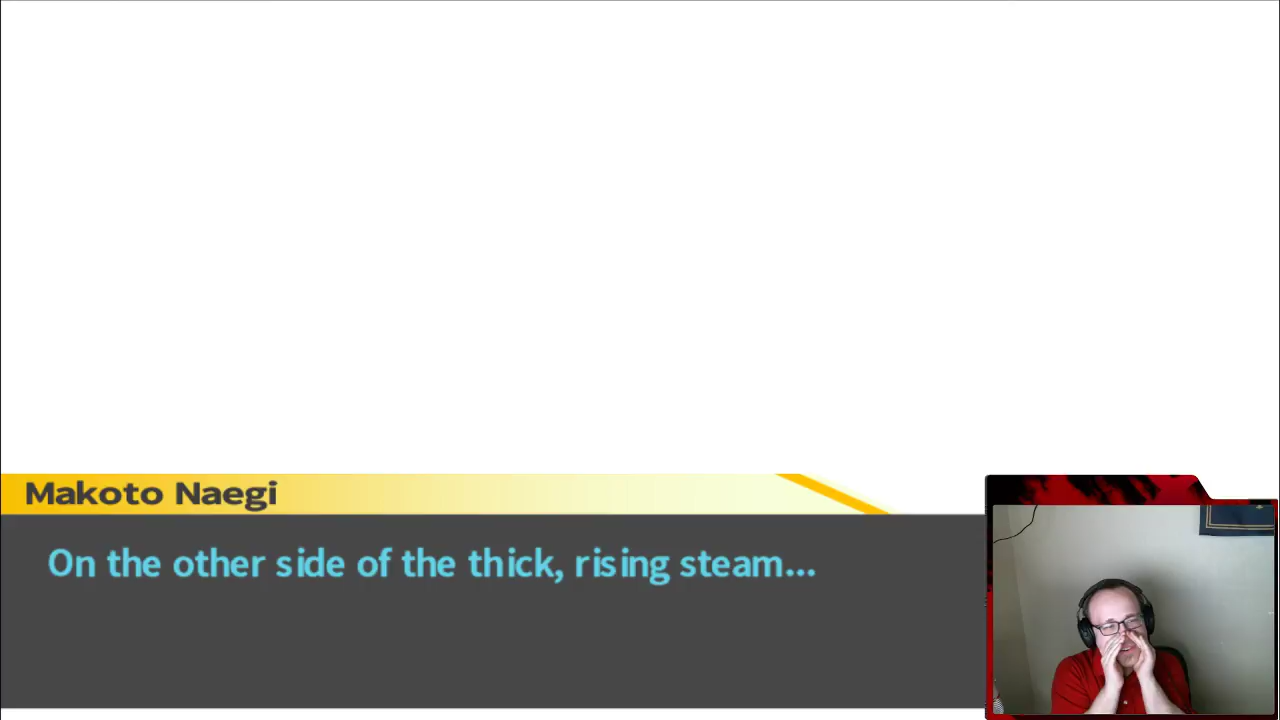 Makoto Naegi
On the other side of the thick, rising steam...